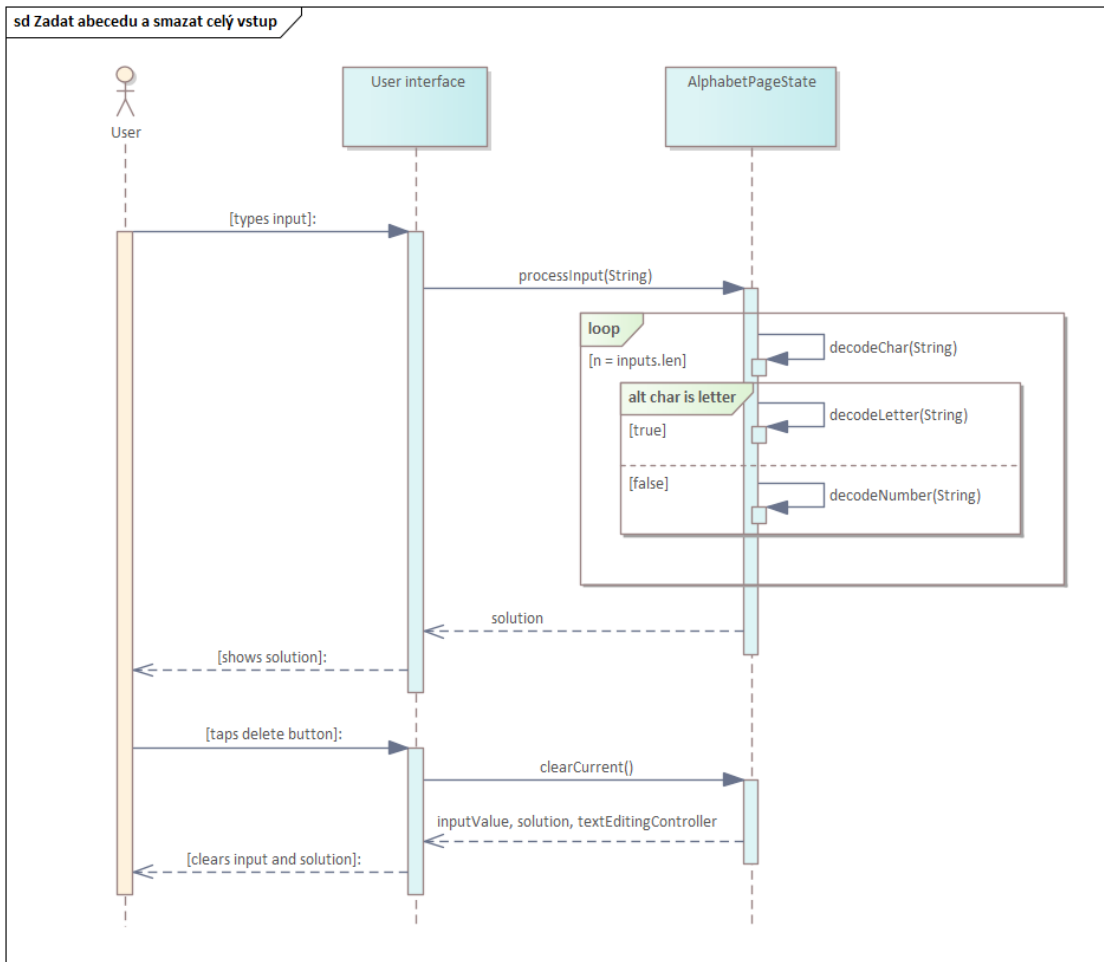 sd Zadat abecedu a smazat celý vstup
User interface
AlphabetPageState
User
[types input]:
processInput(String)
loop
decodeChar(String)
[n = inputs.len]
alt char is letter
decodeLetter(String)
[true]
[false]
decodeNumber(String)
solution
[shows solution]:
[taps delete button]:
clearCurrent()
inputValue, solution, textEditingController
[clears input and solution]: